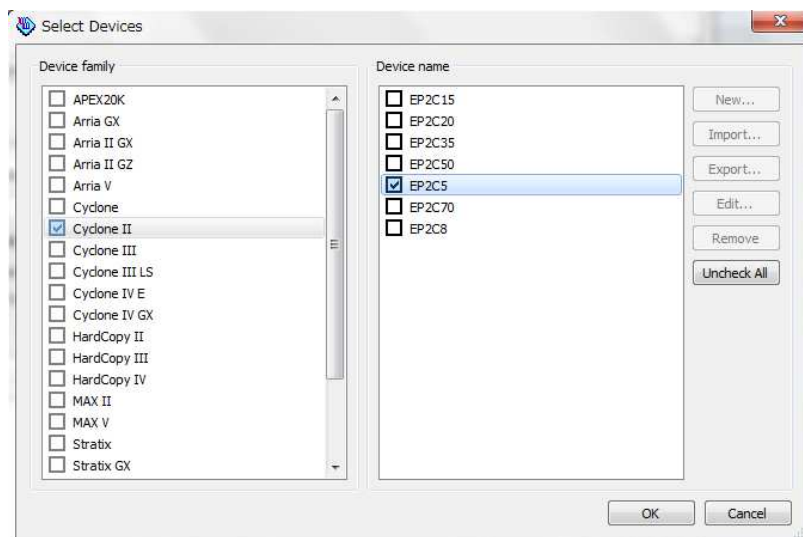 Select Devices
Device family
APEX20K
Arria GX
Arria II GX
Arria II GZ
Arria V
Cyclone
Cyclone II
Cyclone III
Cyclone III LS
Cyclone IV E
Cyclone IV GX
HardCopy II
HardCopy III
HardCopy IV
MAX II
MAX V
Stratix
Stratix GX
Device name
EP2C15
EP2C20
EP2C35
EP2C50
EP2C5
EP2C70
EP2C8
New...
Import...
Export...
Edit...
Remove
Uncheck All
OK
Cancel